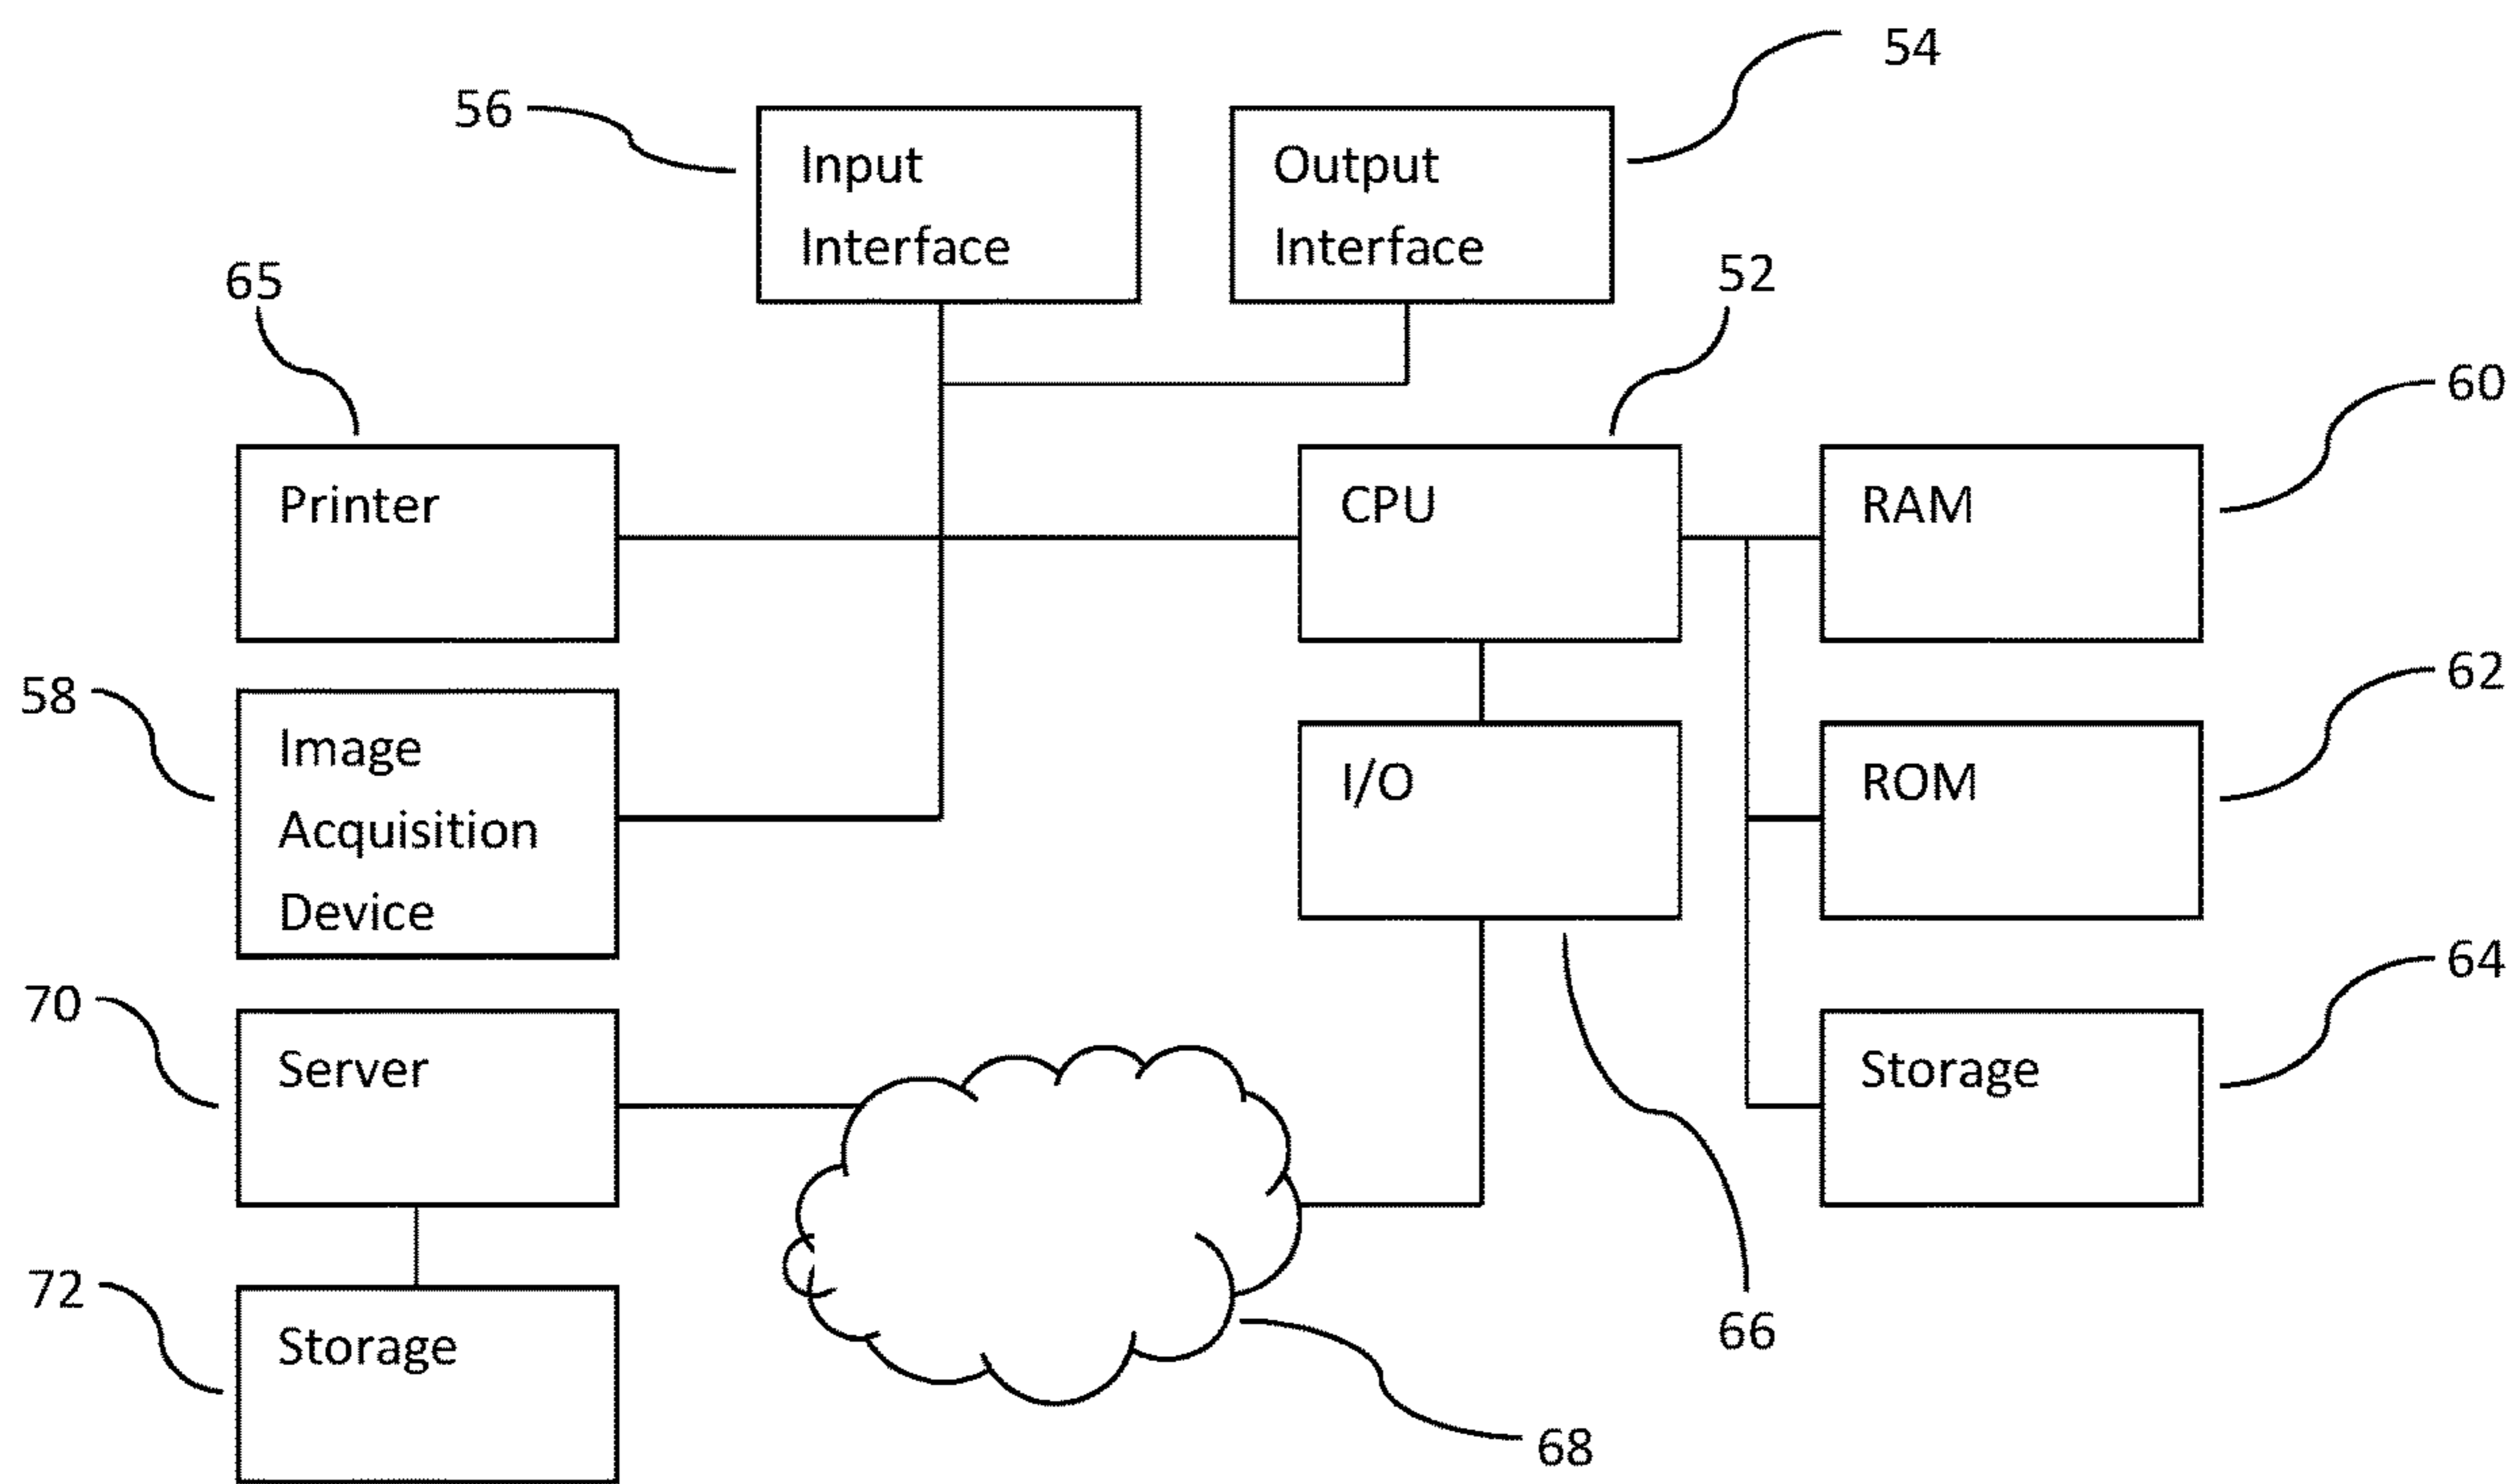 54
56
Input
Interface
Output
Interface
65
52
60
Printer
CPU
RAM
58
62
Image
Acquisition
Device
I/O
ROM
70
64
Server
Storage
72
Storage
66
68